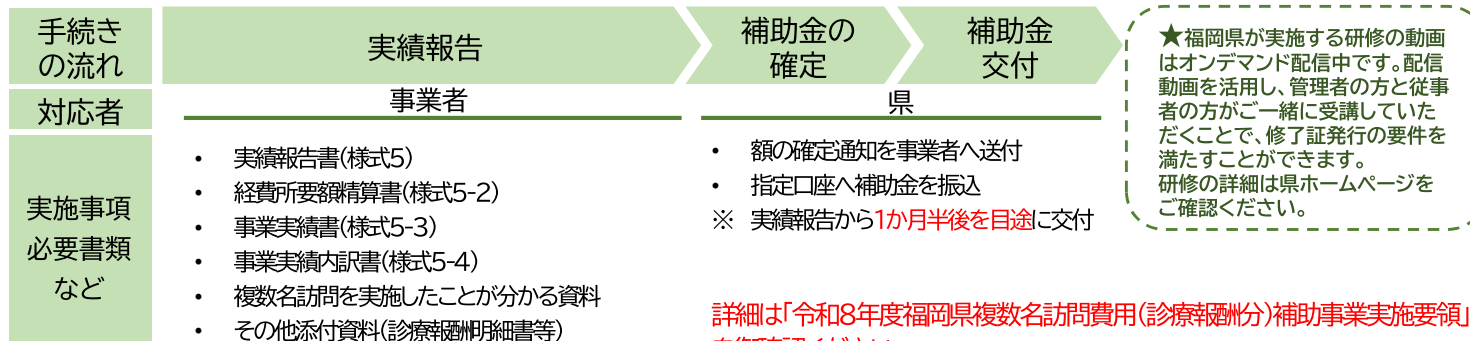 手続き
の流れ
実績報告
補助金の
確定
補助金
交付
対応者
事業者
県
実施事項
必要書類
など
• 実績報告書(様式5)
• 経費所要額精算書(様式5-2)
• 事業実績書(様式5-3)
• 事業実績内訳書(様式5-4)
• 複数名訪問を実施したことが分かる資料
• その他添付資料(診療報酬明細書等)
• 額の確定通知を事業者へ送付
• 指定口座へ補助金を振込
※ 実績報告から1か月半後を目途に交付
★福岡県が実施する研修の動画
はオンデマンド配信中です。配信
動画を活用し、管理者の方と従事
者の方がご一緒に受講していた
だくことで、修了証発行の要件を
満たすことができます。
研修の詳細は県ホームページを
ご確認ください。
詳細は「令和8年度福岡県複数名訪問費用(診療報酬分)補助事業実施要領」